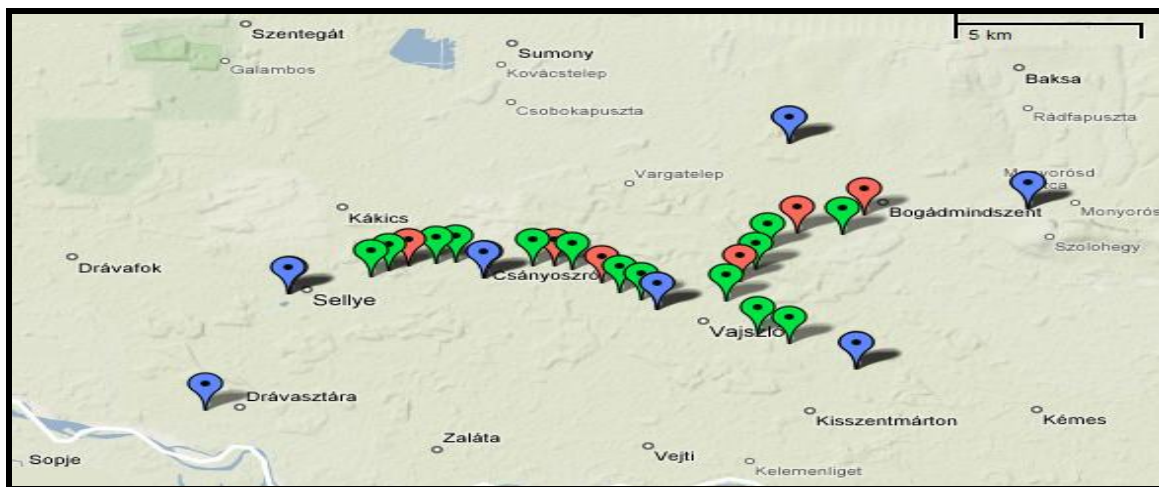 Szentegát
5 km
Sumony
Galambos
Kovácstelep
Baksa
Csobokapuszta
Rádfapuszta
Vargatelep
Kákics
Bogádmindszent
Monyorós
Szolohegy
Drávafok
Csányoszró
Sellye
Vajszló
Drávasztára
Kisszentmárton
Kémes
Zaláta
Vejti
Sopje
Kelemenliget